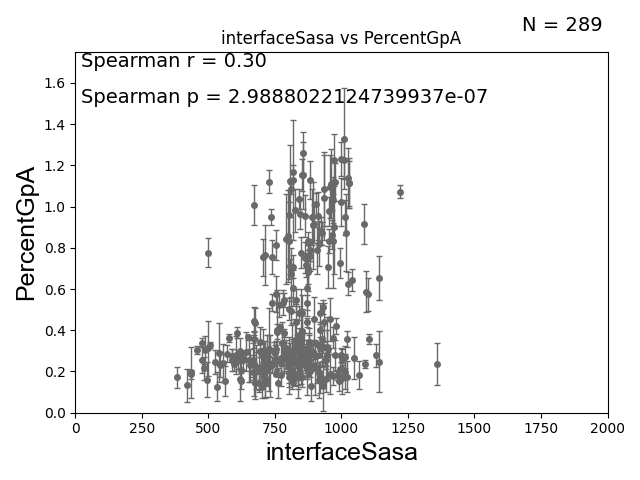 N = 289
interfaceSasa vs PercentGpA
Spearman r = 0.30
Spearman p = 2.9888022124739937e-07
PercentGpA
1.6
1.4
1.2
1.0
0.8
0.6
0.4
0.2
0.0
0 250 500 750 1000 1250 1500 1750 2000
interfaceSasa